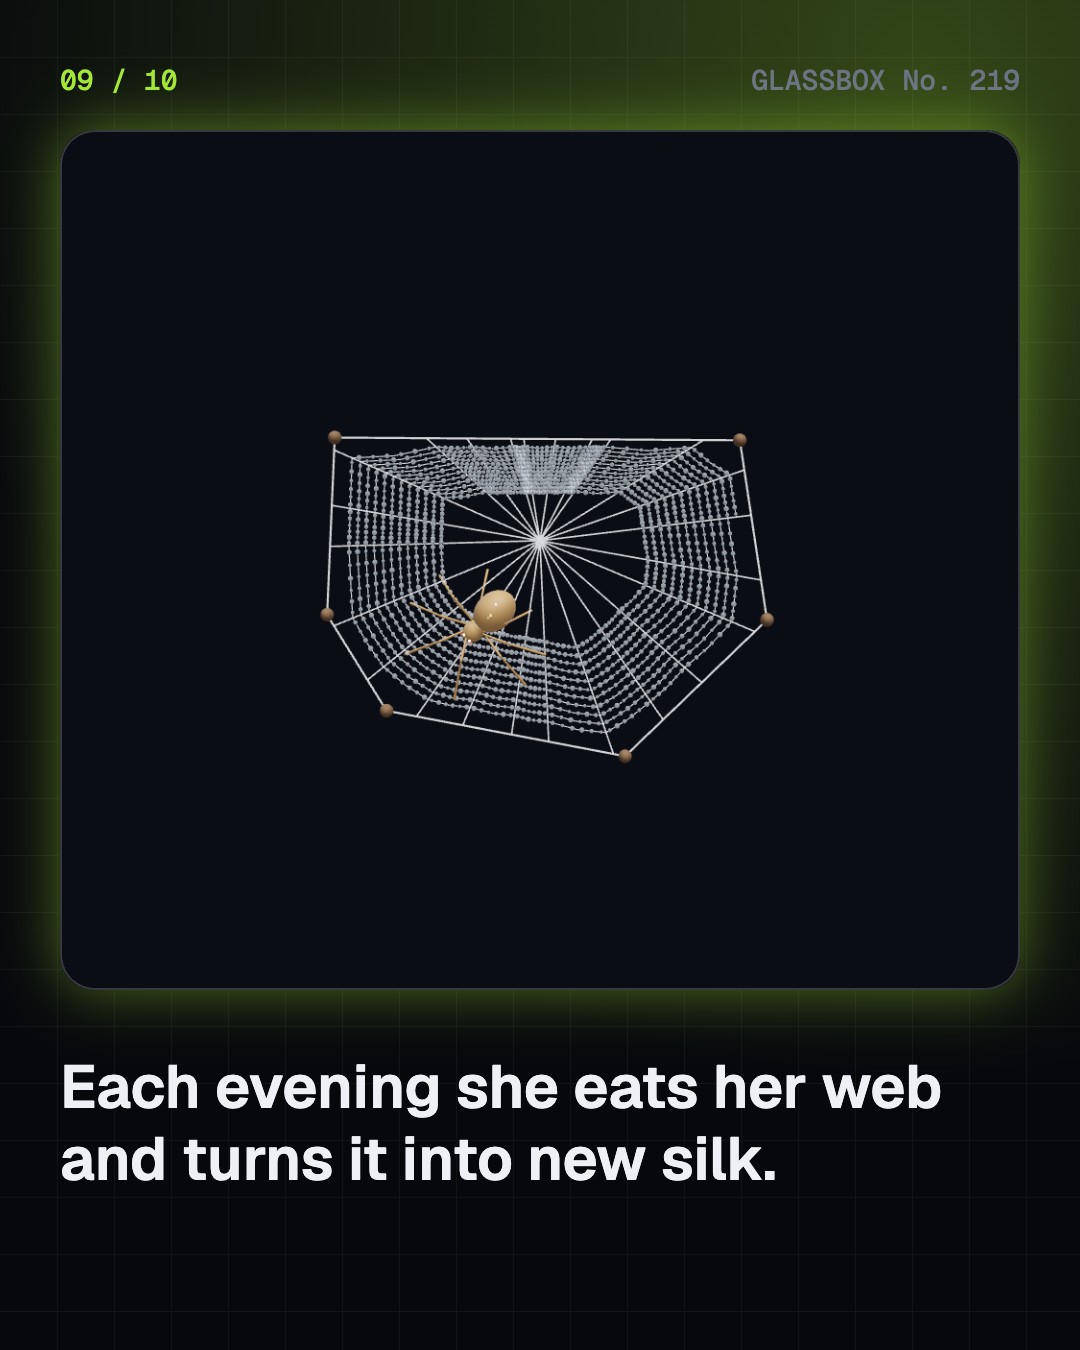 09 / 10
GLASSBOX No. 219
Each evening she eats her web
and turns it into new silk.